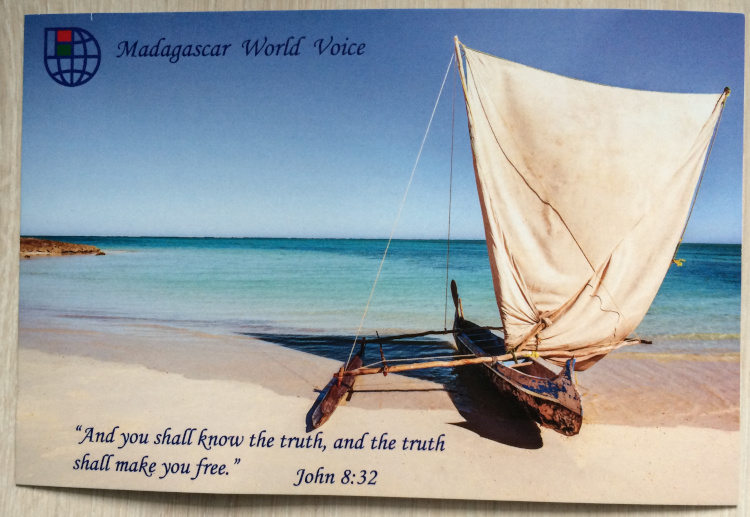 Madagascar World Voice
“And you shall know the truth, and the truth
shall make you free.” John 8:32